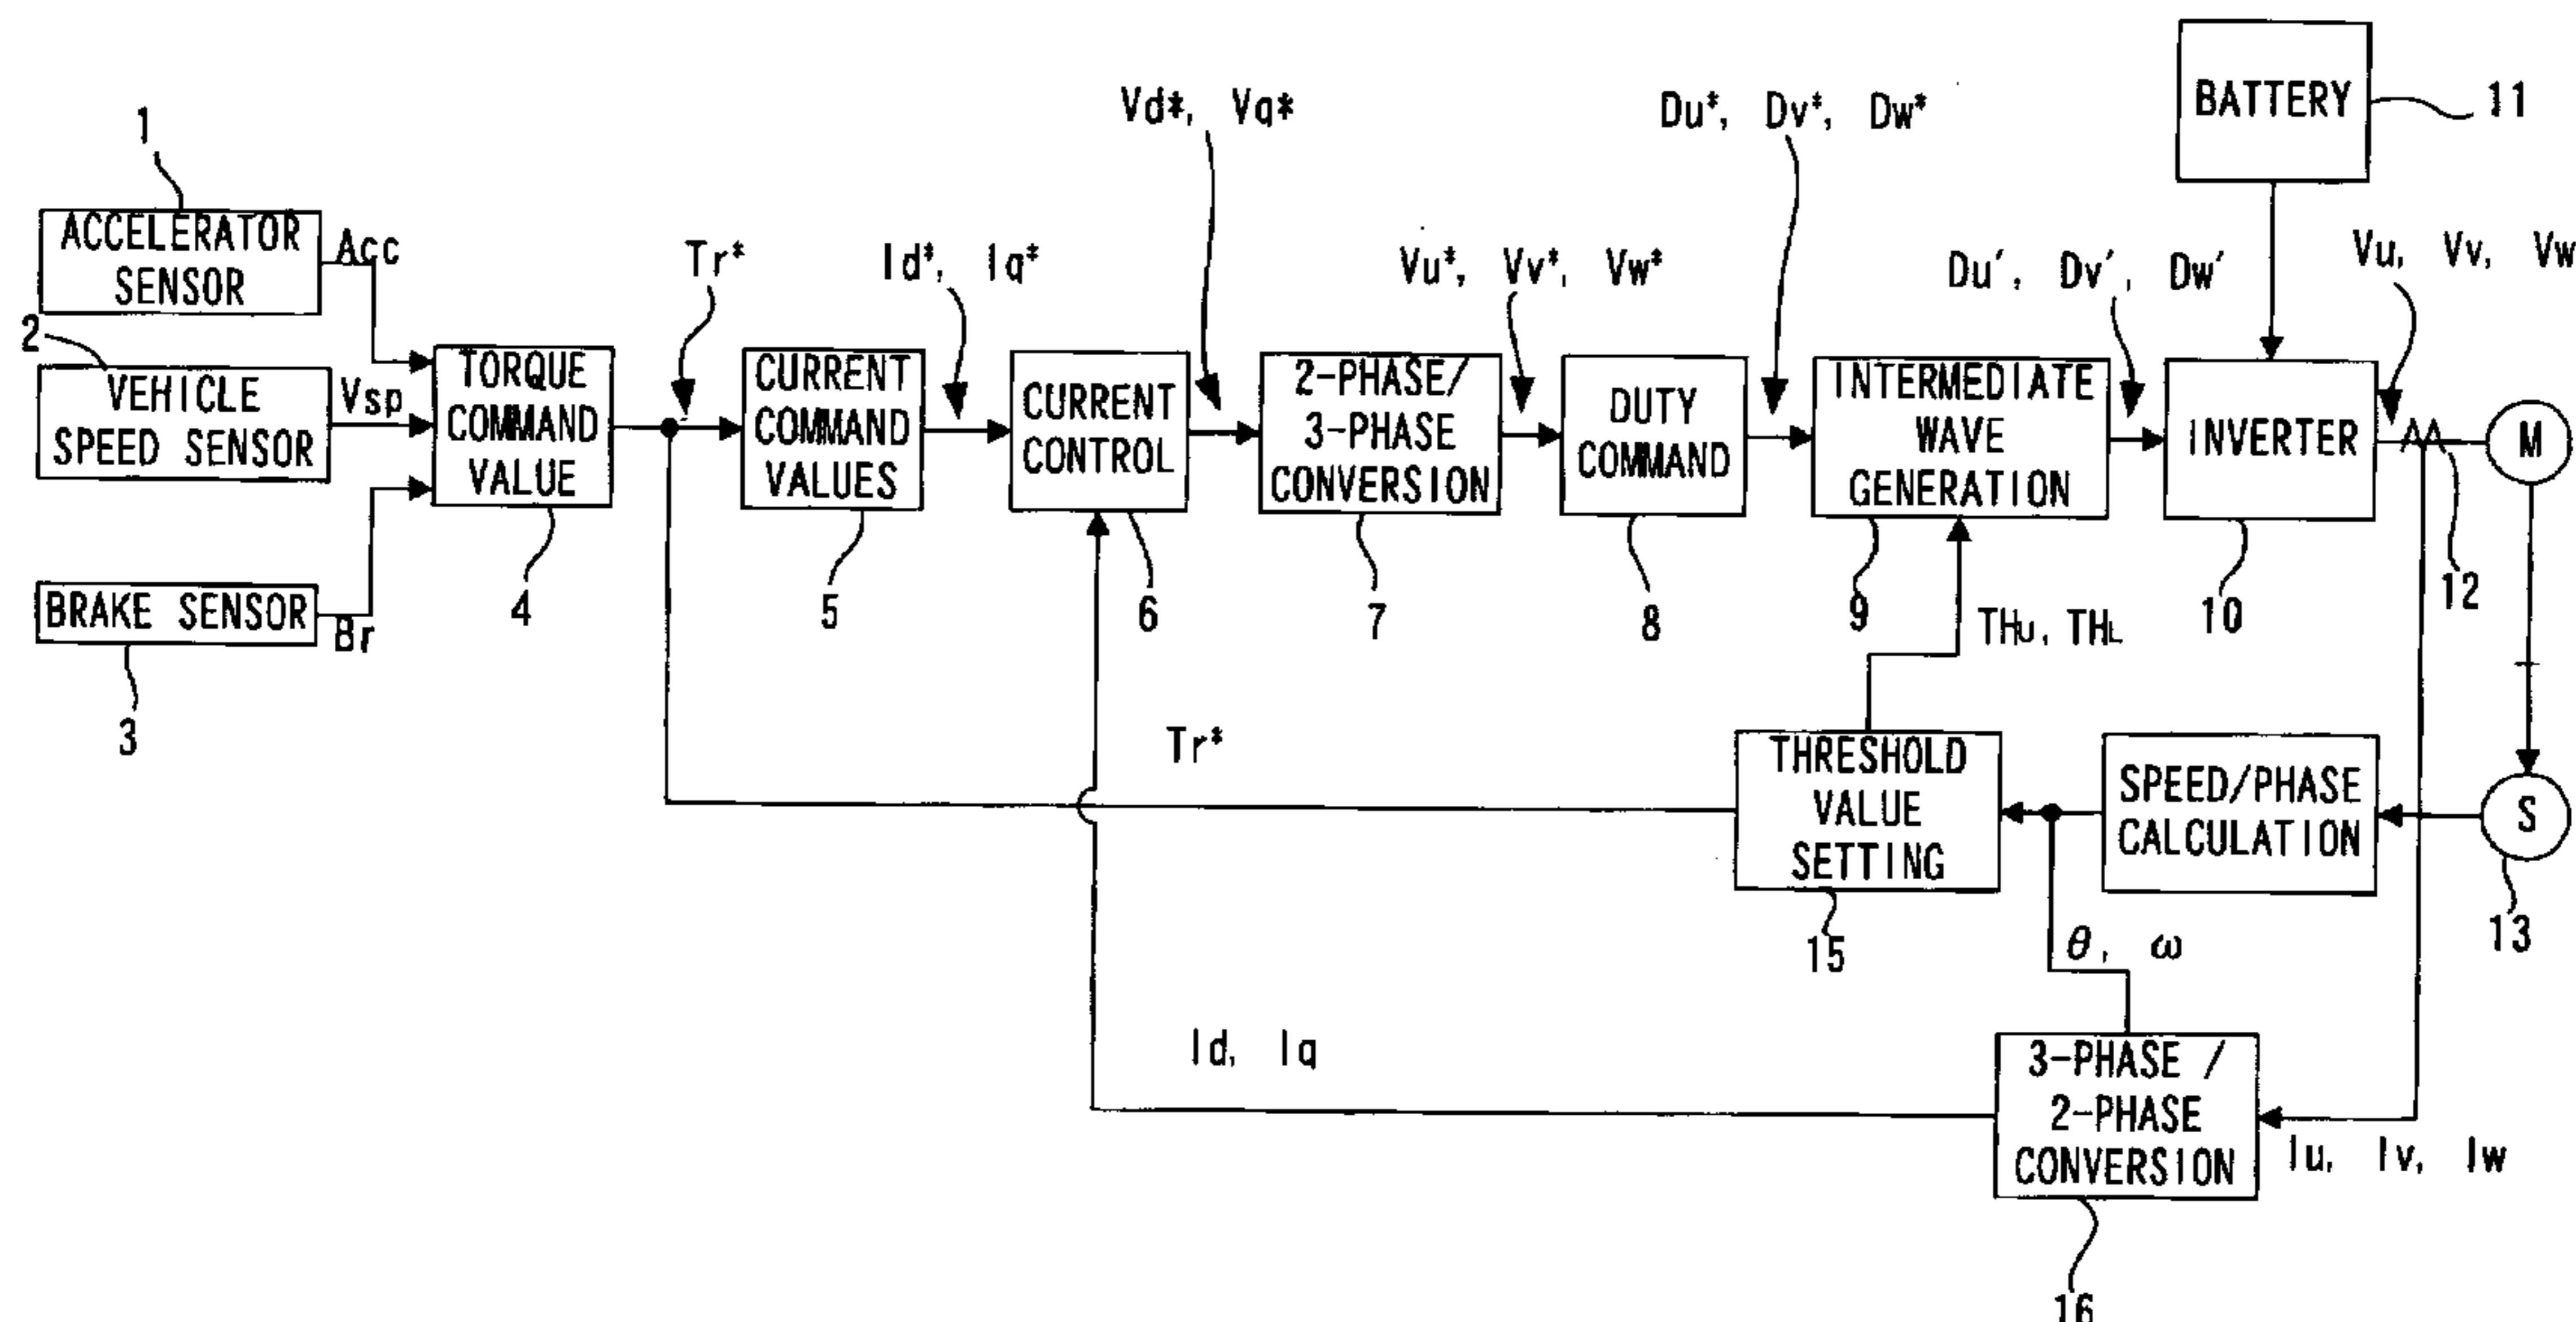 BATTERY
11
Vd*, Vq*
Du*, Dv*, Dw*
1
ACCELERATOR
SENSOR
Acc
Tr*
Id*, Iq*
Vu*, Vv*, Vw*
Du′, Dv′, Dw′
Vu, Vv, Vw
2
VEHICLE
SPEED SENSOR
Vsp
TORQUE
COMMAND
VALUE
CURRENT
COMMAND
VALUES
CURRENT
CONTROL
2-PHASE/
3-PHASE
CONVERSION
DUTY
COMMAND
INTERMEDIATE
WAVE
GENERATION
INVERTER
M
BRAKE SENSOR
Br
3
4
5
6
7
8
9
10
12
THU, THL
Tr*
THRESHOLD
VALUE
SETTING
SPEED/PHASE
CALCULATION
S
15
13
θ, ω
Id, Iq
3-PHASE /
2-PHASE
CONVERSION
Iu, Iv, Iw
16